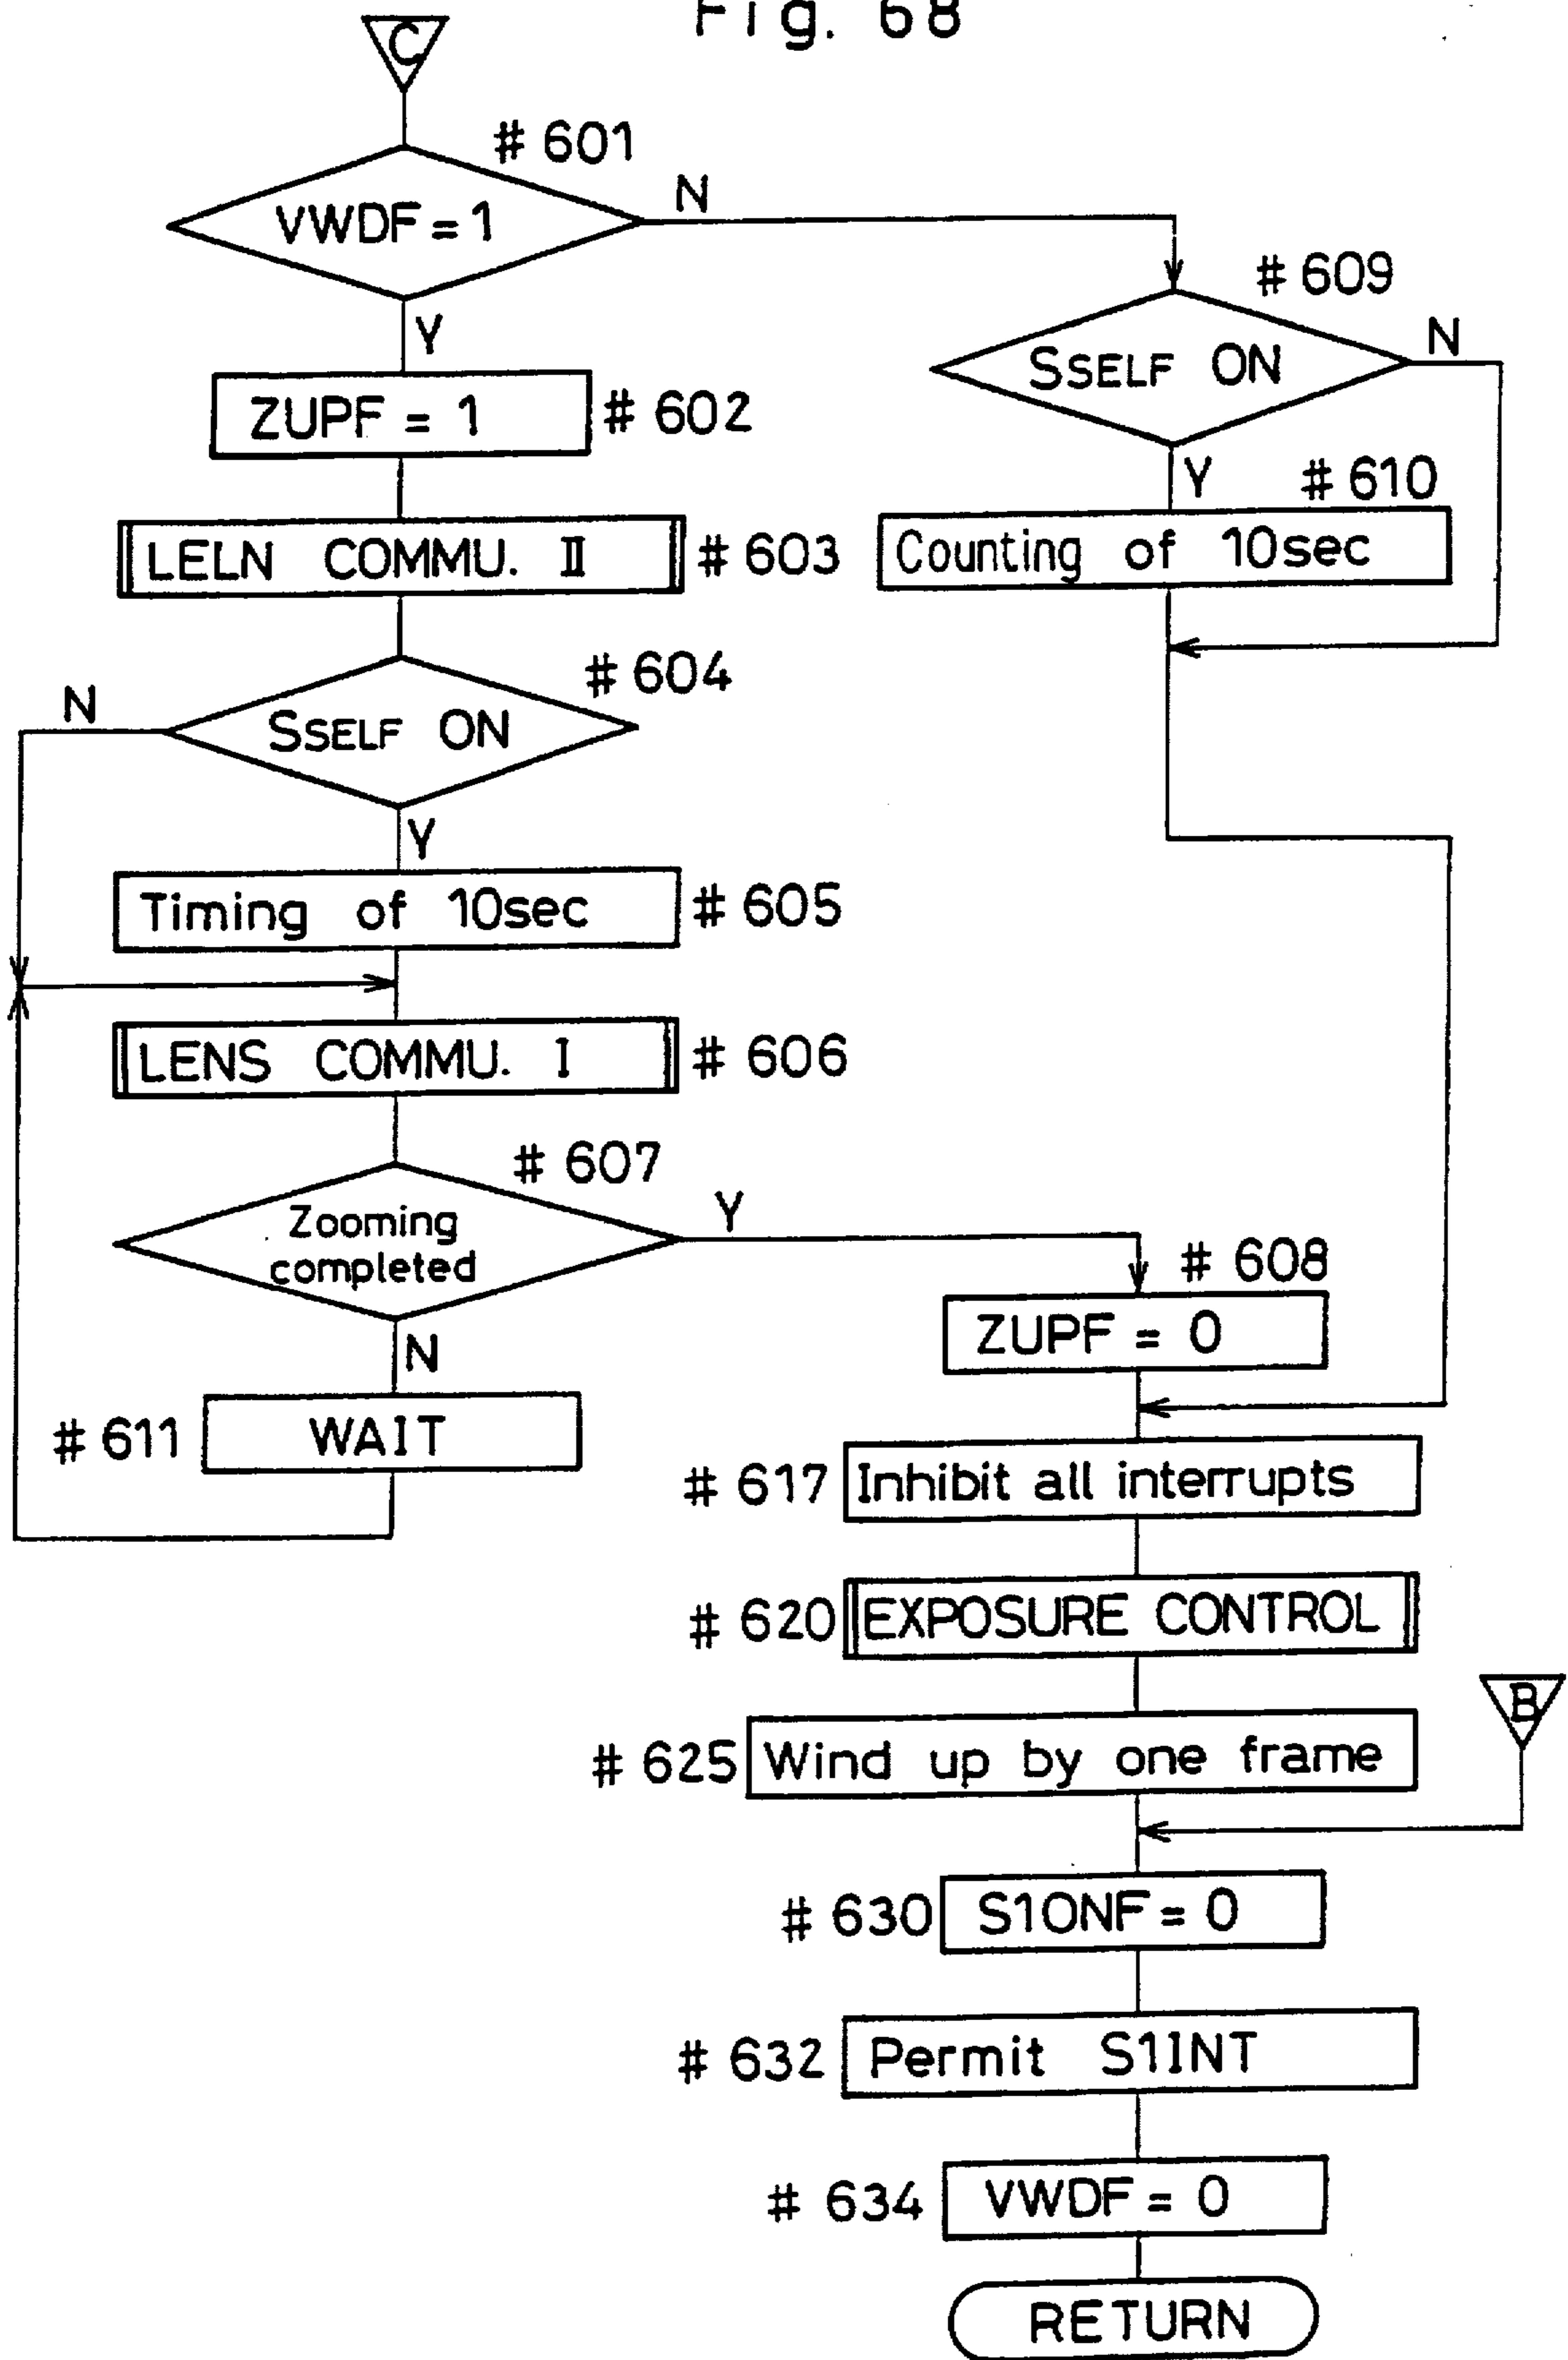 Fig. 68
C
# 601
VWDF = 1
N
Y
ZUPF = 1
# 602
LELN COMMU. II
# 603
# 604
N
SSELF ON
Y
Timing of 10sec
# 605
LENS COMMU. I
# 606
# 607
Zooming
completed
Y
N
# 611
WAIT
# 609
SSELF ON
N
Y
# 610
Counting of 10sec
# 608
ZUPF = 0
# 617
Inhibit all interrupts
# 620
EXPOSURE CONTROL
# 625
Wind up by one frame
B
# 630
S1ONF = 0
# 632
Permit S1INT
# 634
VWDF = 0
RETURN